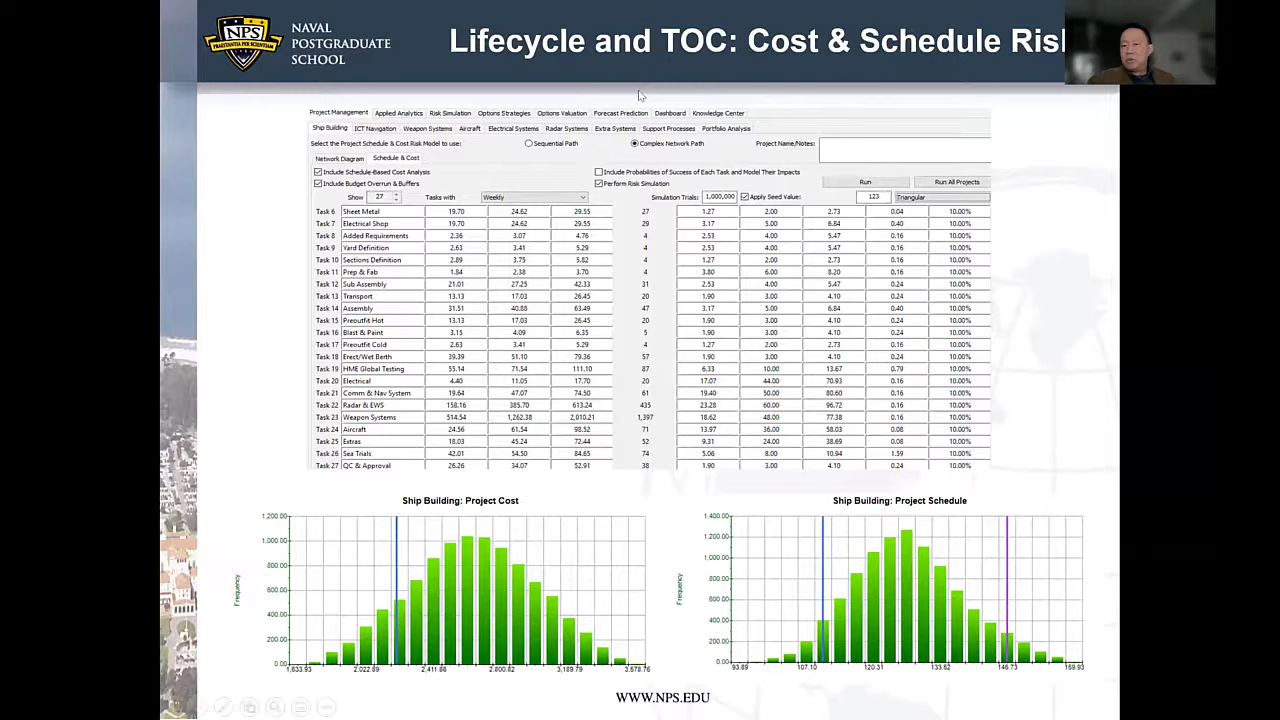 NPS
PRAESTANTIA PER SCIENTIAM
NAVAL
POSTGRADUATE
SCHOOL
Lifecycle and TOC: Cost & Schedule Ris
Project Management Applied Analytics Risk Simulation Options Strategies Options Valuation Forecast Prediction Dashboard Knowledge Center
Ship Building ICT Navigation Weapon Systems Aircraft Electrical Systems Radar Systems Extra Systems Support Processes Portfolio Analysis
Select the Project Schedule & Cost Risk Model to use: Sequential Path Complex Network Path Project Name/Notes:
Network Diagram Schedule & Cost
Include Schedule-Based Cost Analysis Include Probabilities of Success of Each Task and Model Their Impacts
Include Budget Overrun & Buffers Perform Risk Simulation Run Run All Projects
Show 27 Tasks with Weekly Simulation Trials: 1,000,000 Apply Seed Value: 123 Triangular
Task 6 Sheet Metal 19.70 24.62 29.55 27 1.27 2.00 2.73 0.04 10.00%
Task 7 Electrical Shop 19.70 24.62 29.55 29 3.17 5.00 6.84 0.40 10.00%
Task 8 Added Requirements 2.36 3.07 4.76 4 2.53 4.00 5.47 0.16 10.00%
Task 9 Yard Definition 2.63 3.41 5.29 4 2.53 4.00 5.47 0.16 10.00%
Task 10 Sections Definition 2.89 3.75 5.82 4 1.27 2.00 2.73 0.16 10.00%
Task 11 Prep & Fab 1.84 2.38 3.70 4 3.80 6.00 8.20 0.16 10.00%
Task 12 Sub Assembly 21.01 27.25 42.33 31 2.53 4.00 5.47 0.24 10.00%
Task 13 Transport 13.13 17.03 26.45 20 1.90 3.00 4.10 0.24 10.00%
Task 14 Assembly 31.51 40.88 63.49 47 3.17 5.00 6.84 0.40 10.00%
Task 15 Preoutfit Hot 13.13 17.03 26.45 20 1.90 3.00 4.10 0.24 10.00%
Task 16 Blast & Paint 3.15 4.09 6.35 5 1.90 3.00 4.10 0.24 10.00%
Task 17 Preoutfit Cold 2.63 3.41 5.29 4 1.27 2.00 2.73 0.16 10.00%
Task 18 Erect/Wet Berth 39.39 51.10 79.36 57 1.90 3.00 4.10 0.24 10.00%
Task 19 HME Global Testing 55.14 71.54 111.10 87 6.33 10.00 13.67 0.79 10.00%
Task 20 Electrical 4.40 11.05 17.70 20 17.07 44.00 70.93 0.16 10.00%
Task 21 Comm & Nav System 19.64 47.07 74.50 61 19.40 50.00 80.60 0.16 10.00%
Task 22 Radar & EWS 158.16 385.70 613.24 435 23.28 60.00 96.72 0.16 10.00%
Task 23 Weapon Systems 514.54 1,262.38 2,010.21 1,397 18.62 48.00 77.38 0.16 10.00%
Task 24 Aircraft 24.56 61.54 98.52 71 13.97 36.00 58.03 0.08 10.00%
Task 25 Extras 18.03 45.24 72.44 52 9.31 24.00 38.69 0.08 10.00%
Task 26 Sea Trials 42.01 54.50 84.65 74 5.06 8.00 10.94 1.59 10.00%
Task 27 QC & Approval 26.26 34.07 52.91 38 1.90 3.00 4.10 0.24 10.00%
Ship Building: Project Cost
1,200.00
1,000.00
800.00
600.00
400.00
200.00
0.00
Frequency
1,633.93 2,022.89 2,411.86 2,800.82 3,189.79 3,578.76
Ship Building: Project Schedule
1,400.00
1,200.00
1,000.00
800.00
600.00
400.00
200.00
0.00
Frequency
93.89 107.10 120.31 133.52 146.73 159.93
WWW.NPS.EDU